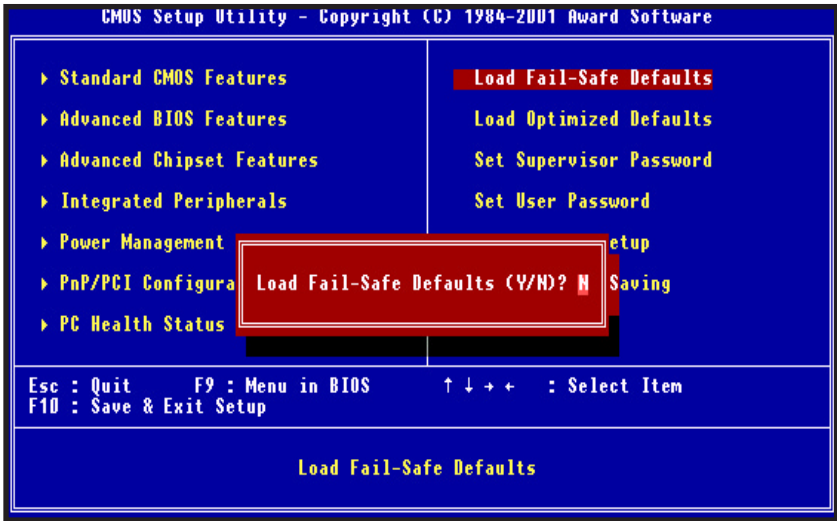 CMOS Setup Utility - Copyright (C) 1984-2001 Award Software
▸ Standard CMOS Features
▸ Advanced BIOS Features
▸ Advanced Chipset Features
▸ Integrated Peripherals
▸ Power Management
▸ PnP/PCI Configura
▸ PC Health Status
Load Fail-Safe Defaults
Load Optimized Defaults
Set Supervisor Password
Set User Password
etup
Saving
Load Fail-Safe Defaults (Y/N)? N
Esc : Quit F9 : Menu in BIOS ↑ ↓ → ← : Select Item
F10 : Save & Exit Setup
Load Fail-Safe Defaults